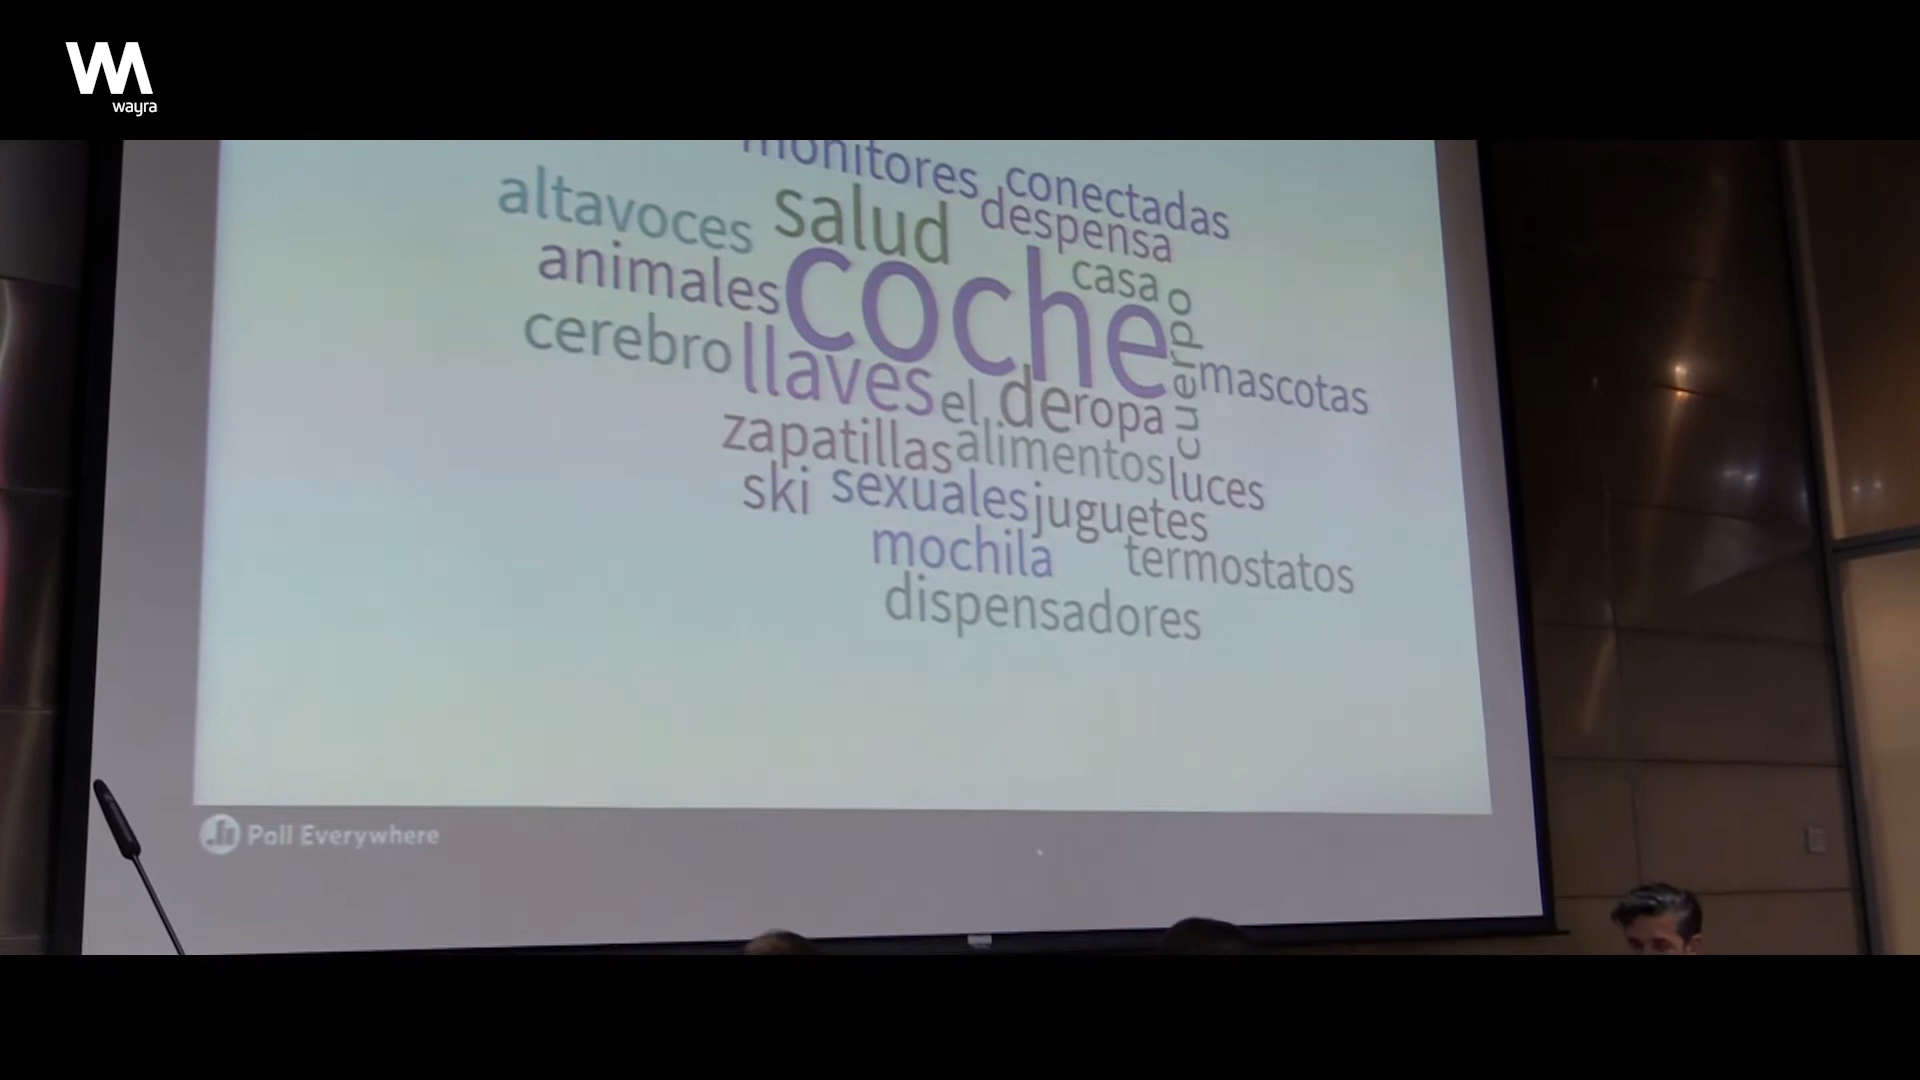 WA
wayra
monitores conectadas
altavoces salud despensa
animales coche casa
cuerpo
cerebro llaves el de ropa mascotas
zapatillas alimentos luces
ski sexuales juguetes
mochila termostatos
dispensadores
Poll Everywhere